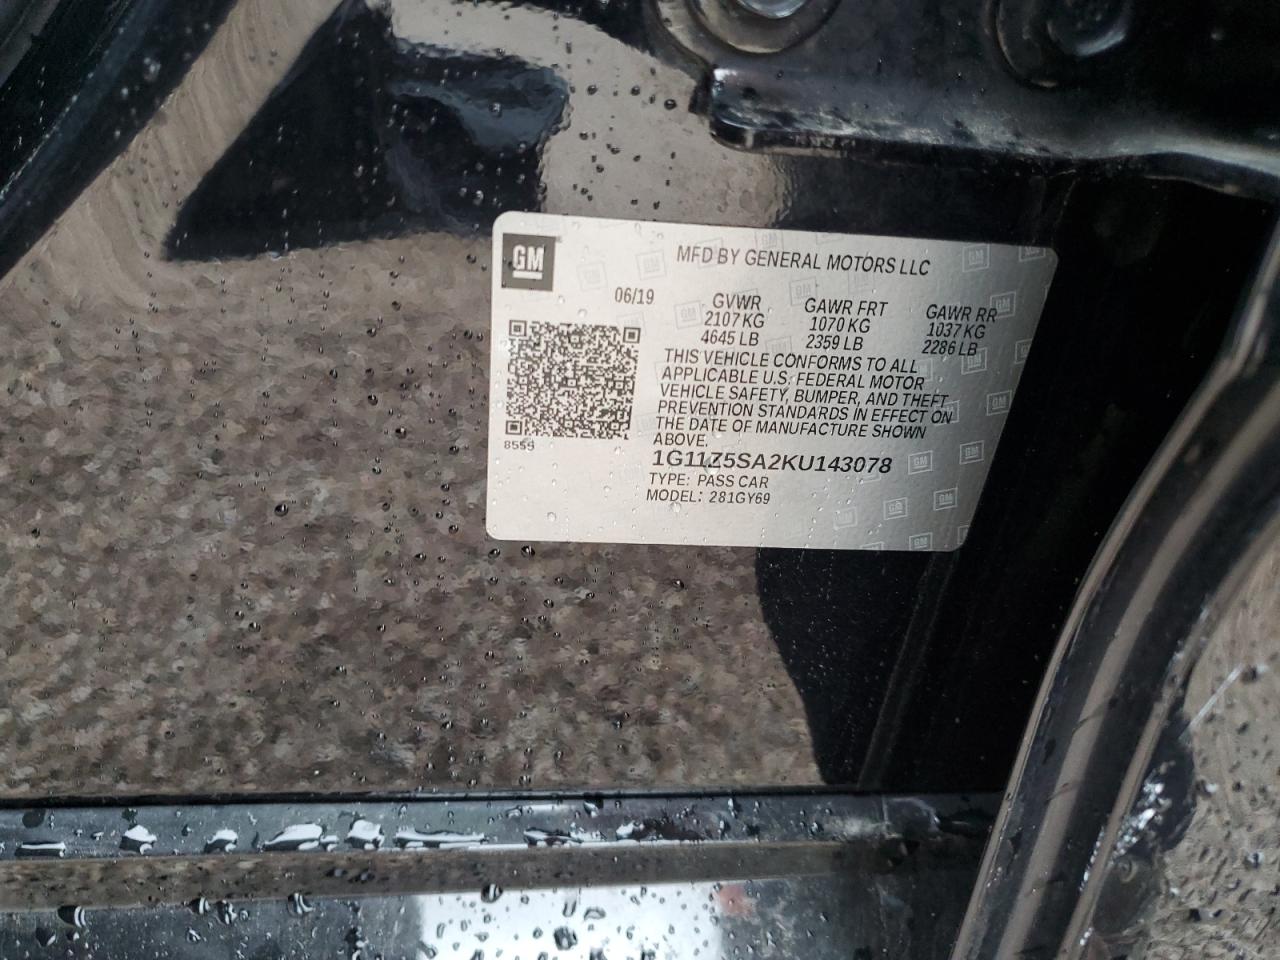 GM
MFD BY GENERAL MOTORS LLC
06/19
GVWR
2107 KG
4645 LB
GAWR FRT
1070 KG
2359 LB
GAWR RR
1037 KG
2286 LB
THIS VEHICLE CONFORMS TO ALL
APPLICABLE U.S. FEDERAL MOTOR
VEHICLE SAFETY, BUMPER, AND THEFT
PREVENTION STANDARDS IN EFFECT ON
THE DATE OF MANUFACTURE SHOWN
ABOVE.
8559
1G11Z5SA2KU143078
TYPE: PASS CAR
MODEL: 281GY69